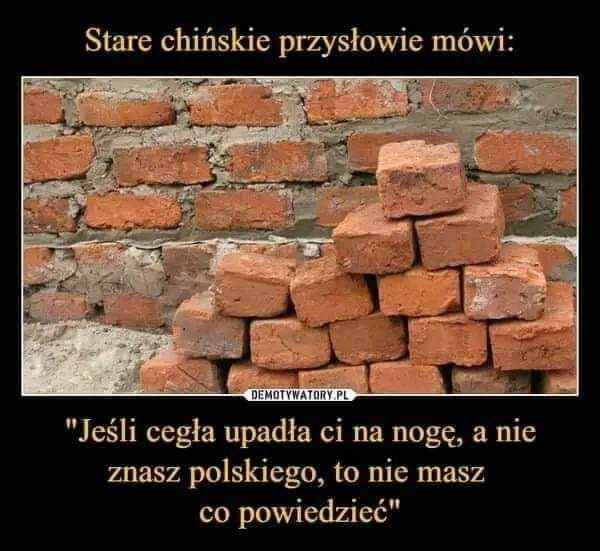 Stare chińskie przysłowie mówi:
DEMOTYWATORY.PL
"Jeśli cegła upadła ci na nogę, a nie
znasz polskiego, to nie masz
co powiedzieć"